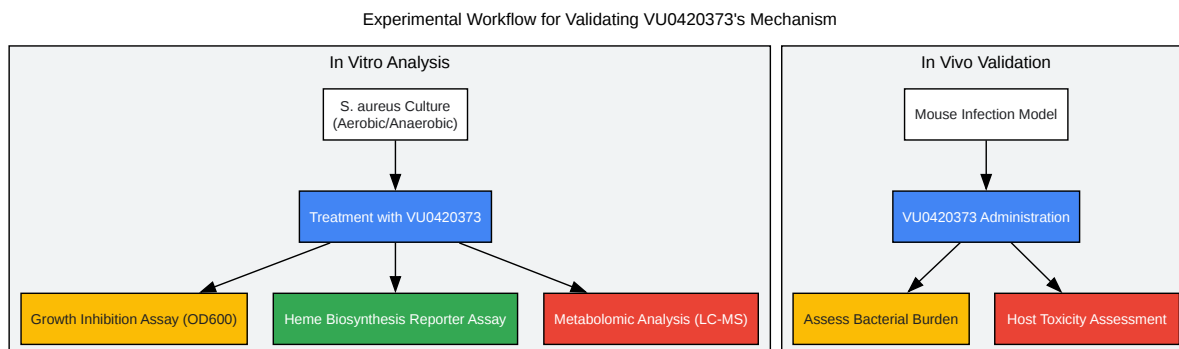 Experimental Workflow for Validating VU0420373's Mechanism
In Vitro Analysis
S. aureus Culture
(Aerobic/Anaerobic)
Treatment with VU0420373
Growth Inhibition Assay (OD600)
Heme Biosynthesis Reporter Assay
Metabolomic Analysis (LC-MS)
In Vivo Validation
Mouse Infection Model
VU0420373 Administration
Assess Bacterial Burden
Host Toxicity Assessment